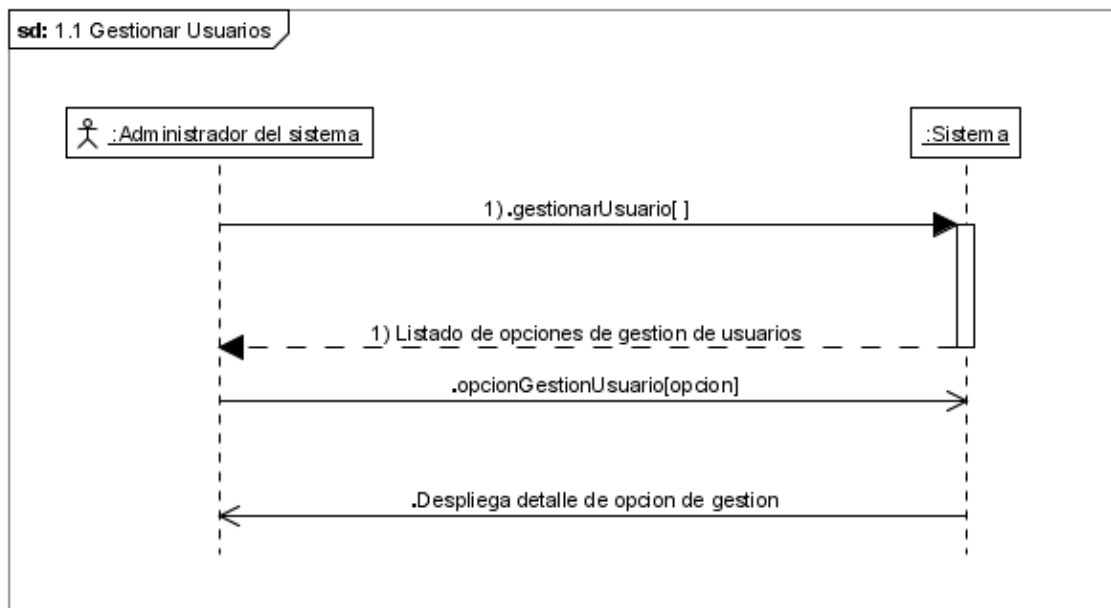 sd: 1.1 Gestionar Usuarios
:Administrador del sistema
:Sistema
1) .gestionarUsuario[ ]
1) Listado de opciones de gestion de usuarios
.opcionGestionUsuario[opcion]
.Despliega detalle de opcion de gestion